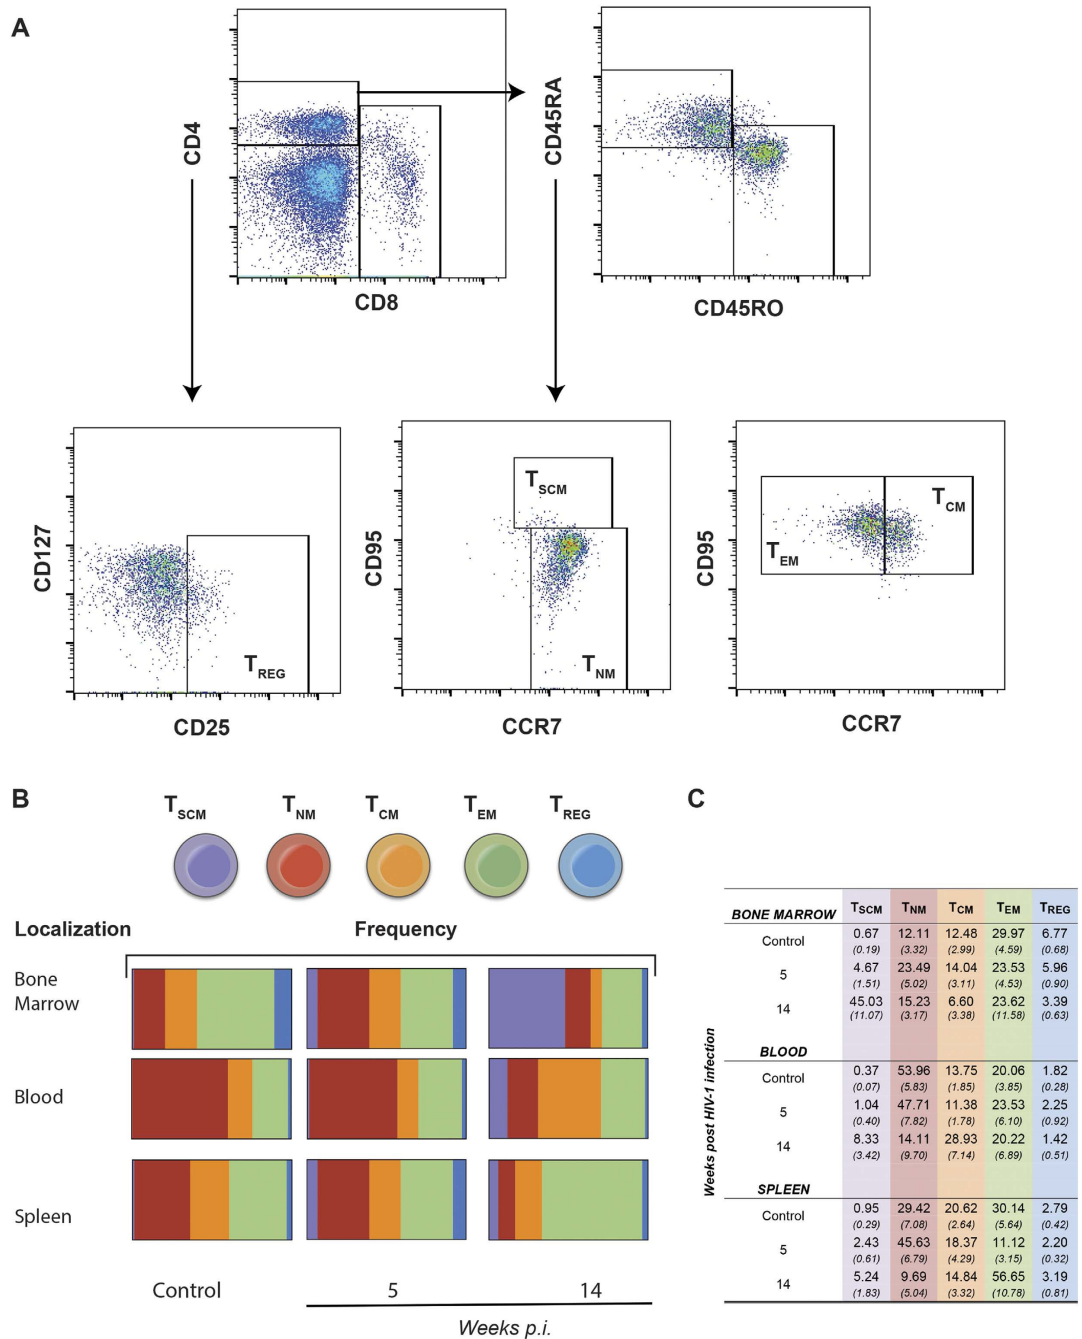 A
CD4
CD8
CD45RA
CD45RO
CD127
CD25
TREG
CD95
CCR7
TSCM
TNM
CD95
CCR7
TCM
TEM
B
TSCM TNM TCM TEM TREG
Localization Frequency
Bone
Marrow
Blood
Spleen
Control 5 14
Weeks p.i.
C
Weeks post HIV-1 infection
BONE MARROW TSCM TNM TCM TEM TREG
Control 0.67 12.11 12.48 29.97 6.77
(0.19) (3.32) (2.99) (4.59) (0.68)
5 4.67 23.49 14.04 23.53 5.96
(1.51) (5.02) (3.11) (4.53) (0.90)
14 45.03 15.23 6.60 23.62 3.39
(11.07) (3.17) (3.38) (11.58) (0.63)
BLOOD
Control 0.37 53.96 13.75 20.06 1.82
(0.07) (5.83) (1.85) (3.85) (0.28)
5 1.04 47.71 11.38 23.53 2.25
(0.40) (7.82) (1.78) (6.10) (0.92)
14 8.33 14.11 28.93 20.22 1.42
(3.42) (9.70) (7.14) (6.89) (0.51)
SPLEEN
Control 0.95 29.42 20.62 30.14 2.79
(0.29) (7.08) (2.64) (5.64) (0.42)
5 2.43 45.63 18.37 11.12 2.20
(0.61) (6.79) (4.29) (3.15) (0.32)
14 5.24 9.69 14.84 56.65 3.19
(1.83) (5.04) (3.32) (10.78) (0.81)